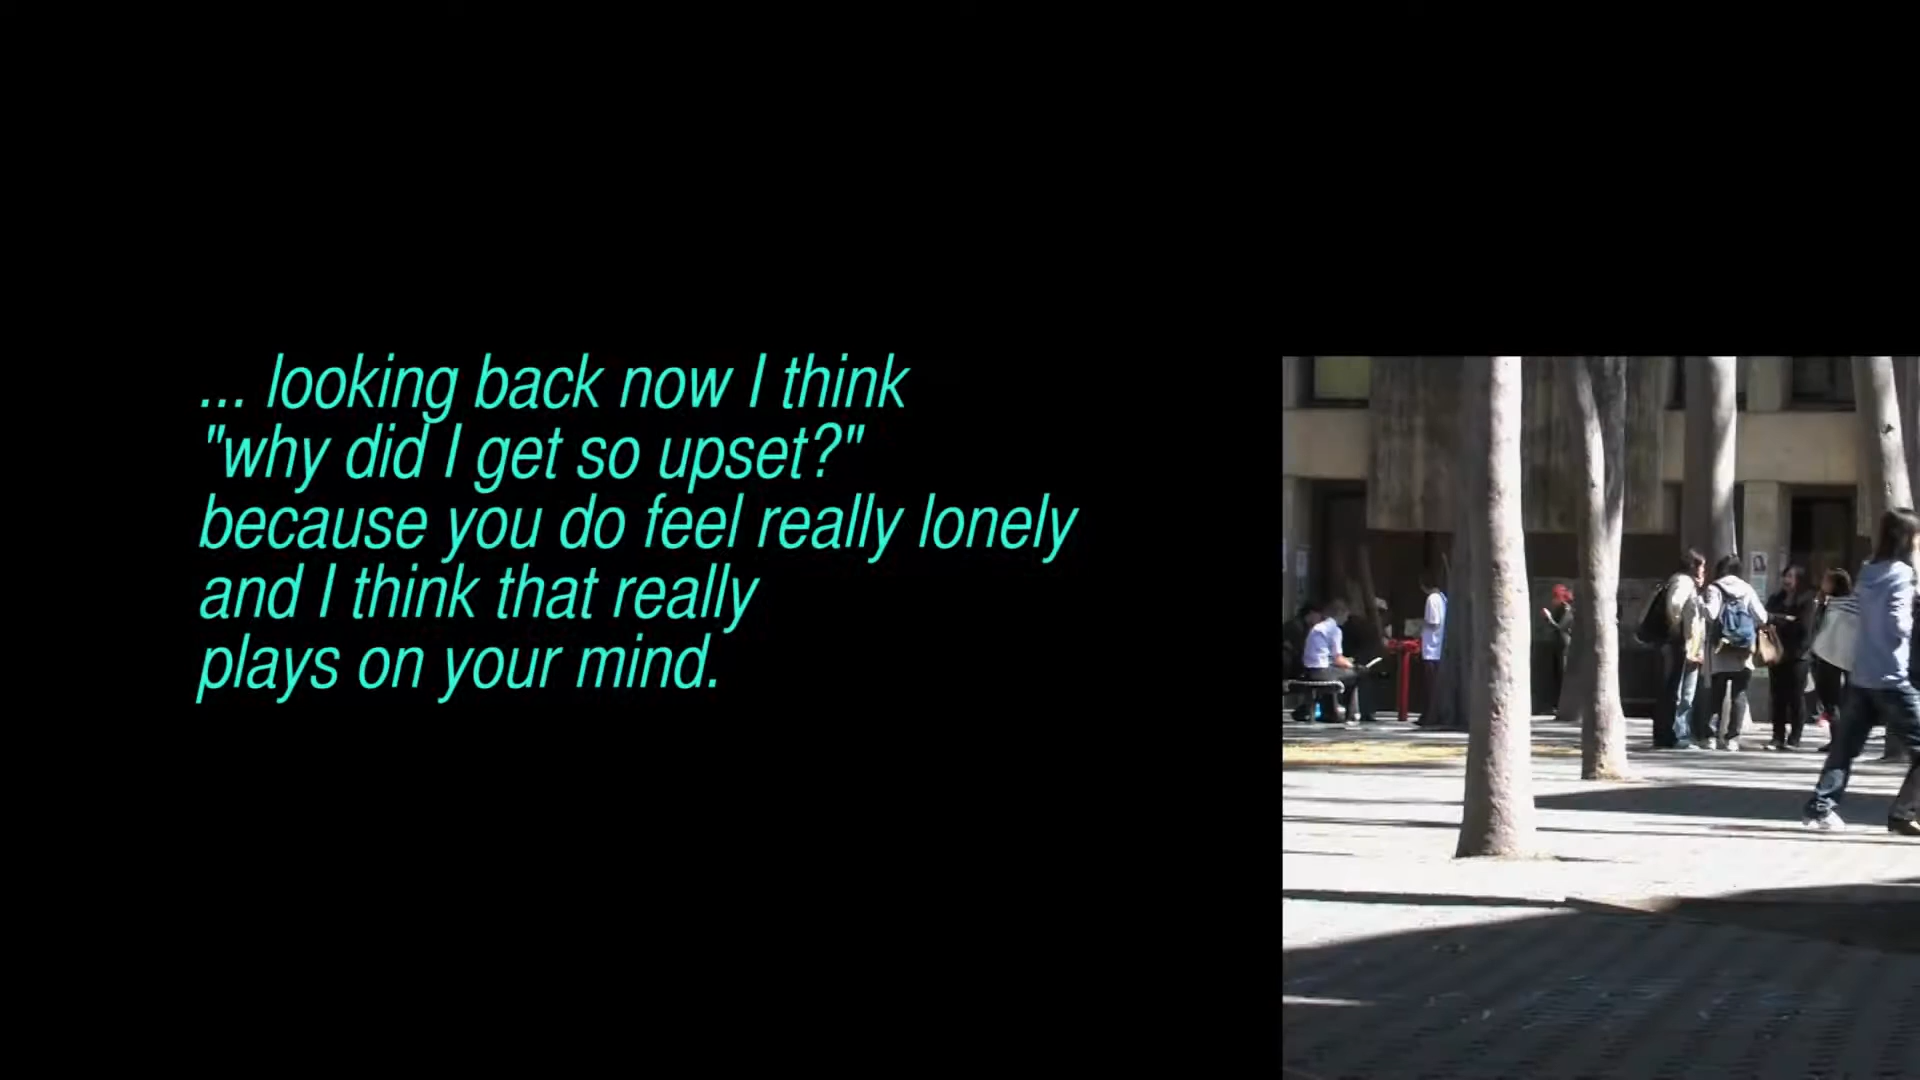 ... looking back now I think
"why did I get so upset?"
because you do feel really lonely
and I think that really
plays on your mind.